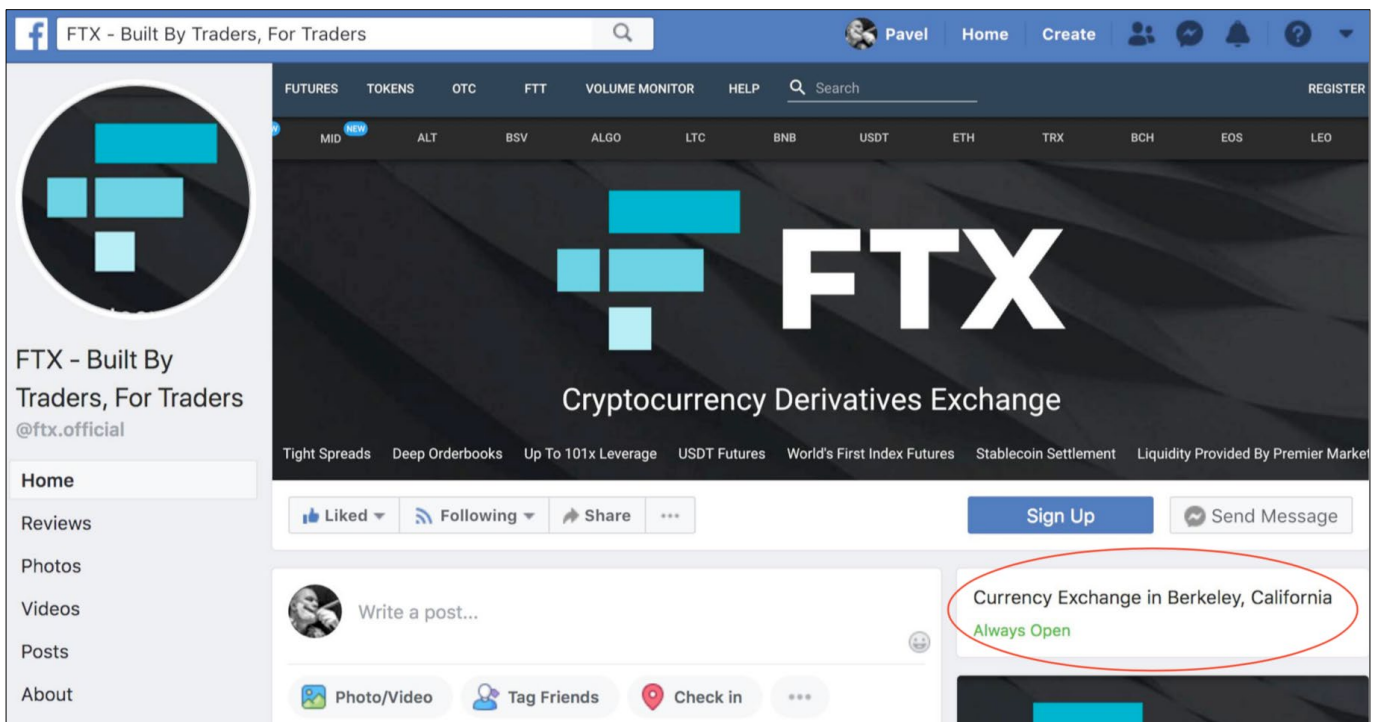 f
FTX - Built By Traders, For Traders
Pavel Home Create
FUTURES TOKENS OTC FTT VOLUME MONITOR HELP Search REGISTER
MID NEW ALT BSV ALGO LTC BNB USDT ETH TRX BCH EOS LEO
FTX
Cryptocurrency Derivatives Exchange
Tight Spreads Deep Orderbooks Up To 101x Leverage USDT Futures World's First Index Futures Stablecoin Settlement Liquidity Provided By Premier Market
FTX - Built By
Traders, For Traders
@ftx.official
Home
Reviews
Photos
Videos
Posts
About
Liked Following Share ... Sign Up Send Message
Write a post...
Photo/Video Tag Friends Check in ...
Currency Exchange in Berkeley, California
Always Open